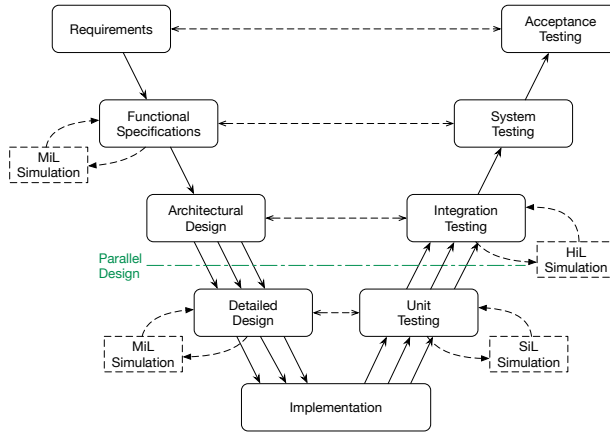 Requirements
Acceptance
Testing
Functional
Specifications
System
Testing
MiL
Simulation
Architectural
Design
Integration
Testing
Parallel
Design
HiL
Simulation
Detailed
Design
Unit
Testing
MiL
Simulation
SiL
Simulation
Implementation